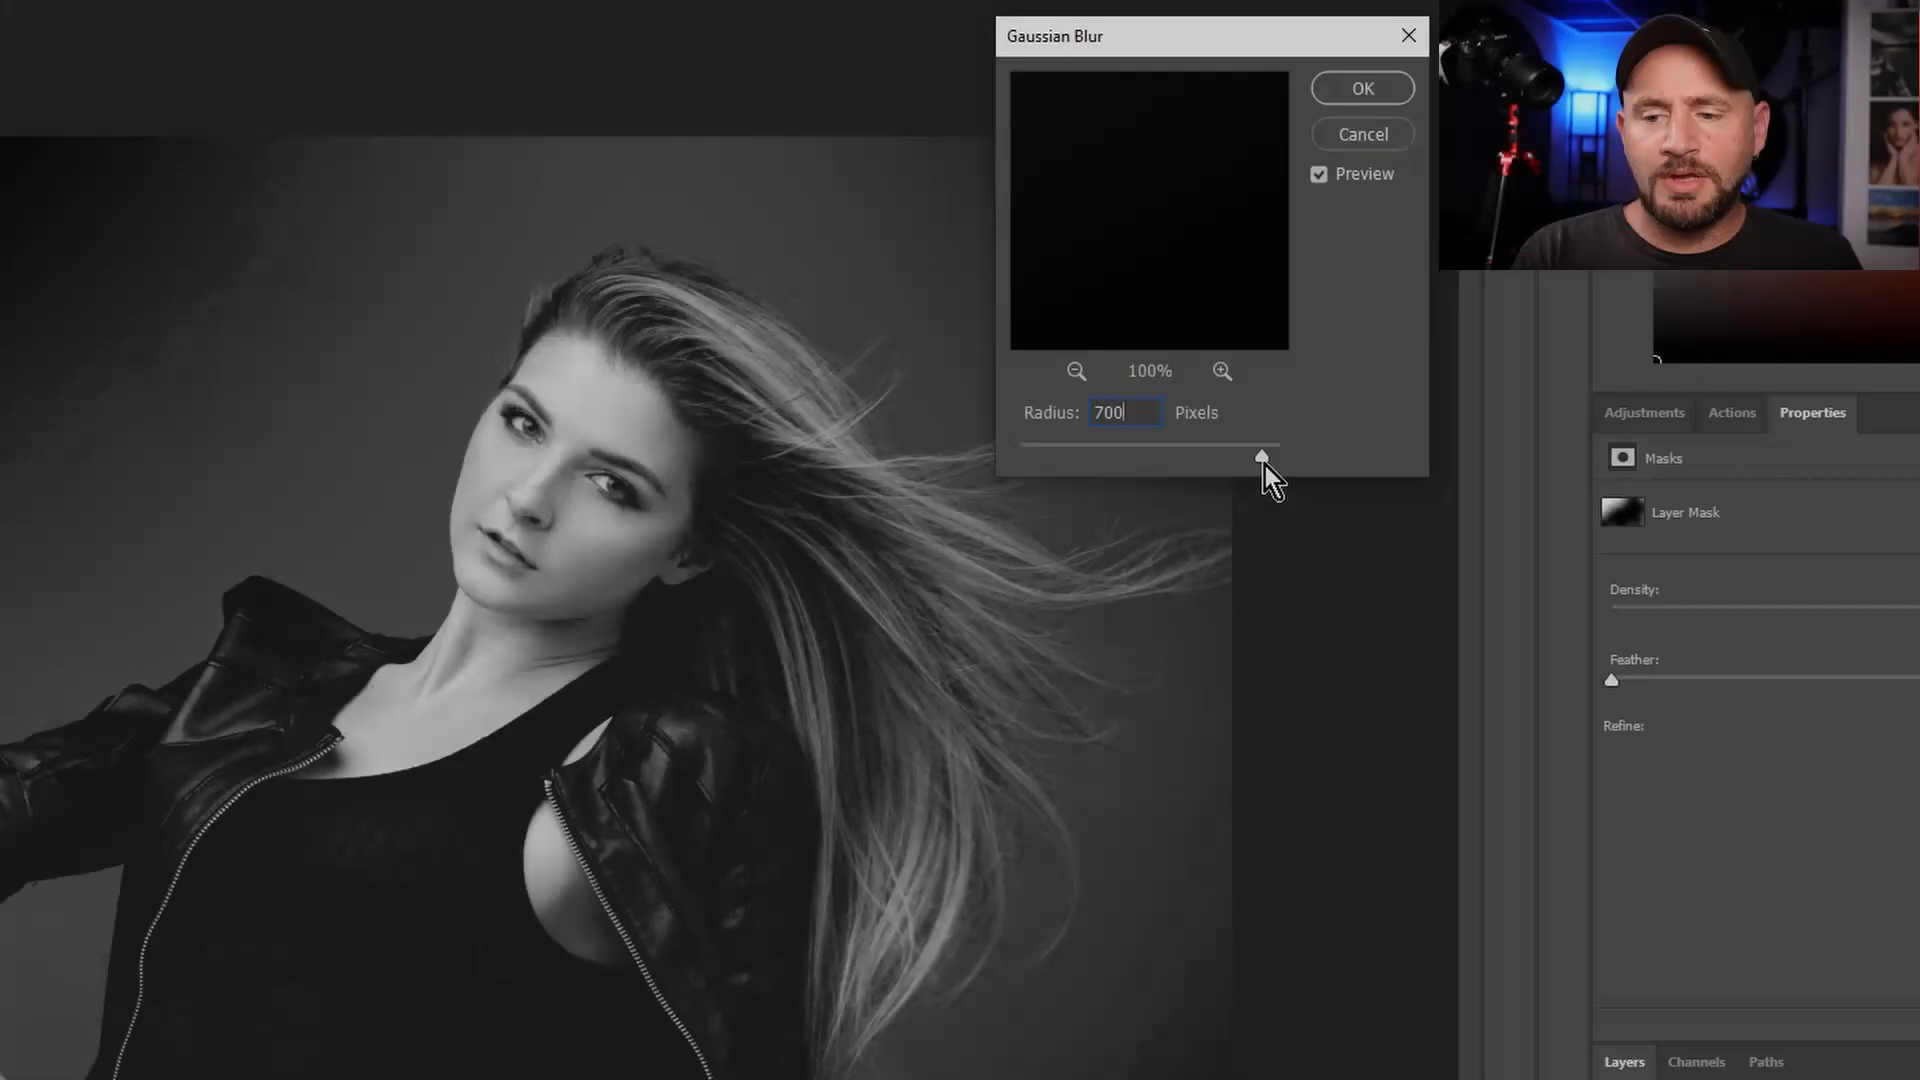 Gaussian Blur
OK
Cancel
Preview
100%
Radius: 700 Pixels
Adjustments Actions Properties
Masks
Layer Mask
Density:
Feather:
Refine:
Layers Channels Paths